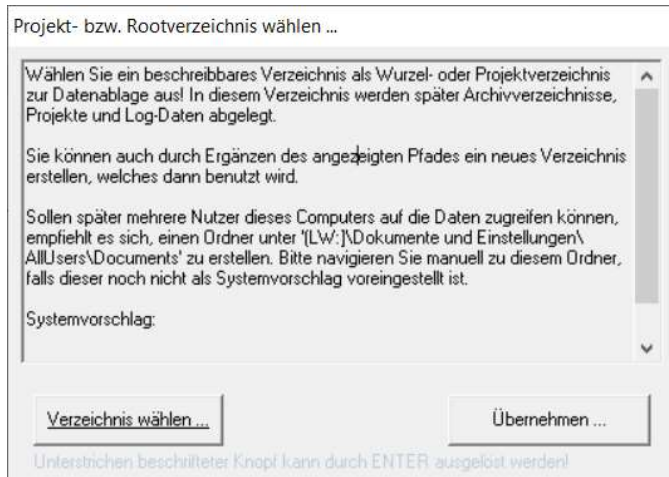 Projekt- bzw. Rootverzeichnis wählen ...
Wählen Sie ein beschreibbares Verzeichnis als Wurzel- oder Projektverzeichnis
zur Datenablage aus! In diesem Verzeichnis werden später Archivverzeichnisse,
Projekte und Log-Daten abgelegt.
Sie können auch durch Ergänzen des angezeigten Pfades ein neues Verzeichnis
erstellen, welches dann benutzt wird.
Sollen später mehrere Nutzer dieses Computers auf die Daten zugreifen können,
empfiehlt es sich, einen Ordner unter '(LW:]\Dokumente und Einstellungen\
AllUsers\Documents' zu erstellen. Bitte navigieren Sie manuell zu diesem Ordner,
falls dieser noch nicht als Systemvorschlag voreingestellt ist.
Systemvorschlag:
Verzeichnis wählen ...
Übernehmen ...
Unterstrichen beschrifteter Knopf kann durch ENTER ausgelöst werden!